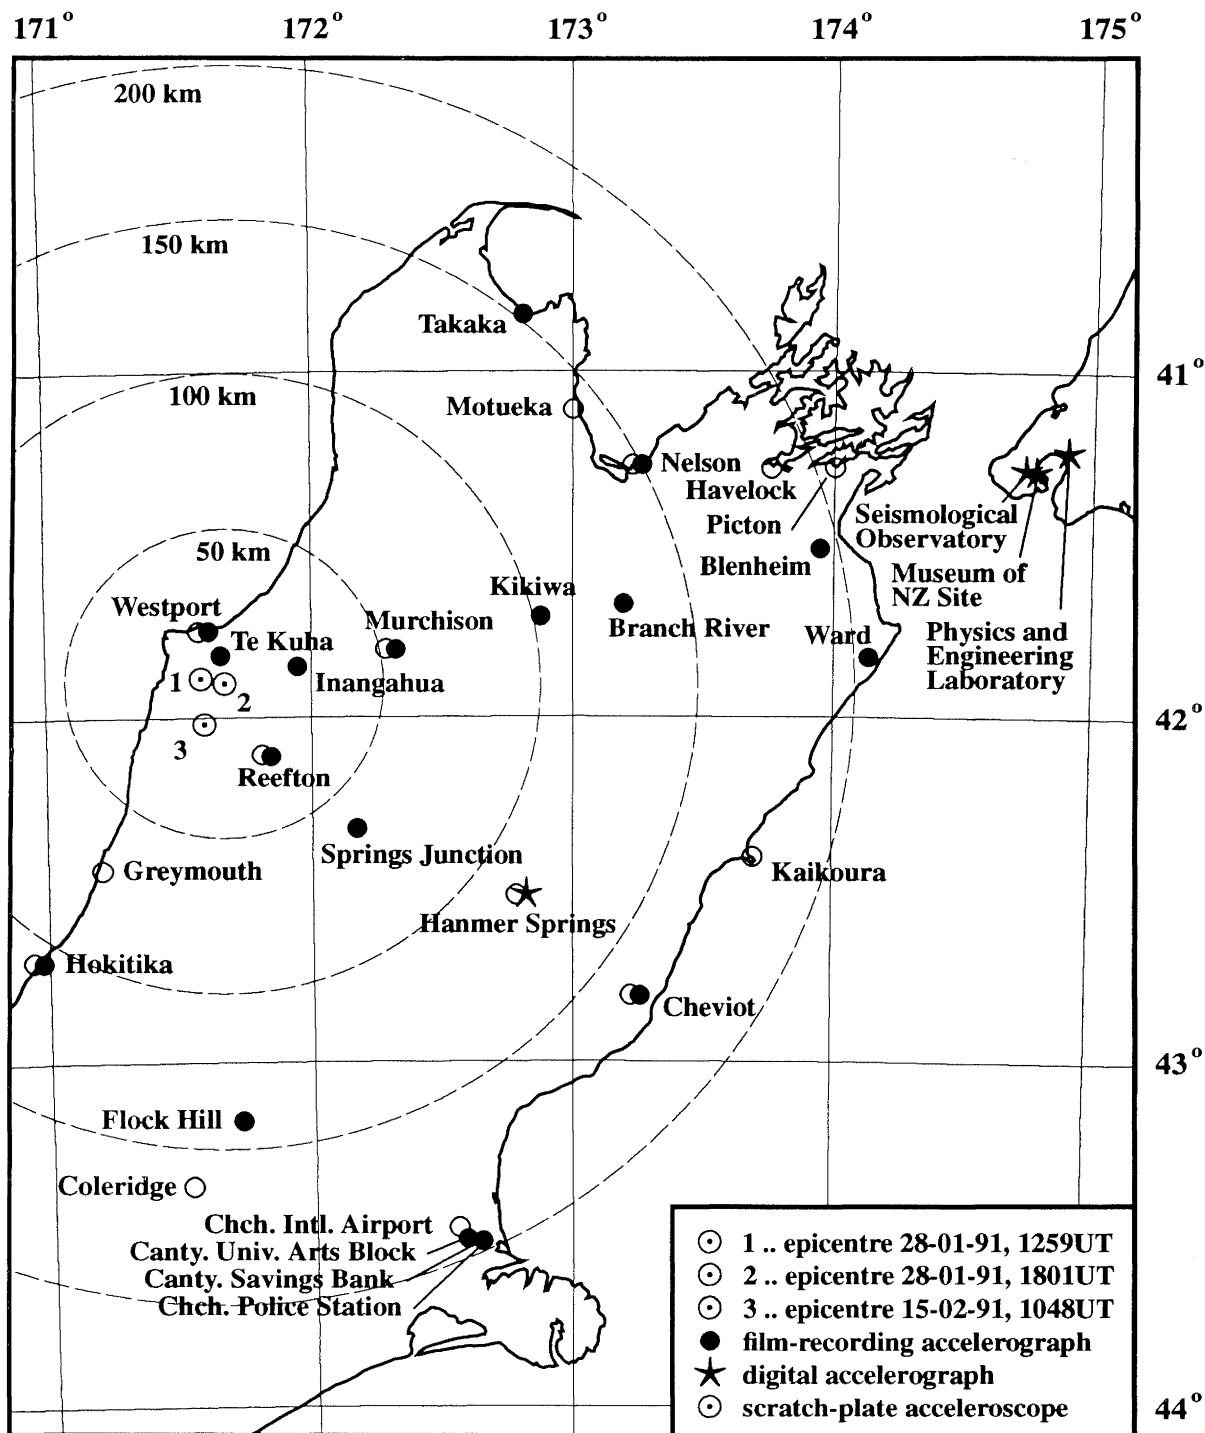 171°
172°
173°
174°
175°
200 km
150 km
Takaka
41°
100 km
Motueka
Nelson
Havelock
Picton
Seismological
Observatory
50 km
Blenheim
Museum of
NZ Site
Kikiwa
Westport
Murchison
Branch River
Ward
Physics and
Engineering
Laboratory
Te Kuha
Inangahua
1
2
3
42°
Reefton
Springs Junction
Greymouth
Kaikoura
Hanmer Springs
Hokitika
Cheviot
43°
Flock Hill
Coleridge
Chch. Intl. Airport
Canty. Univ. Arts Block
Canty. Savings Bank
Chch. Police Station
1 .. epicentre 28-01-91, 1259UT
2 .. epicentre 28-01-91, 1801UT
3 .. epicentre 15-02-91, 1048UT
film-recording accelerograph
digital accelerograph
scratch-plate acceleroscope
44°